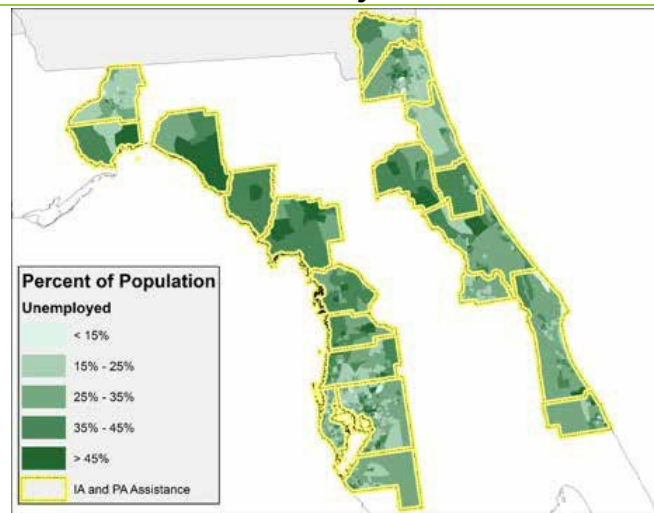 Percent of Population
Unemployed
< 15%
15% - 25%
25% - 35%
35% - 45%
> 45%
IA and PA Assistance